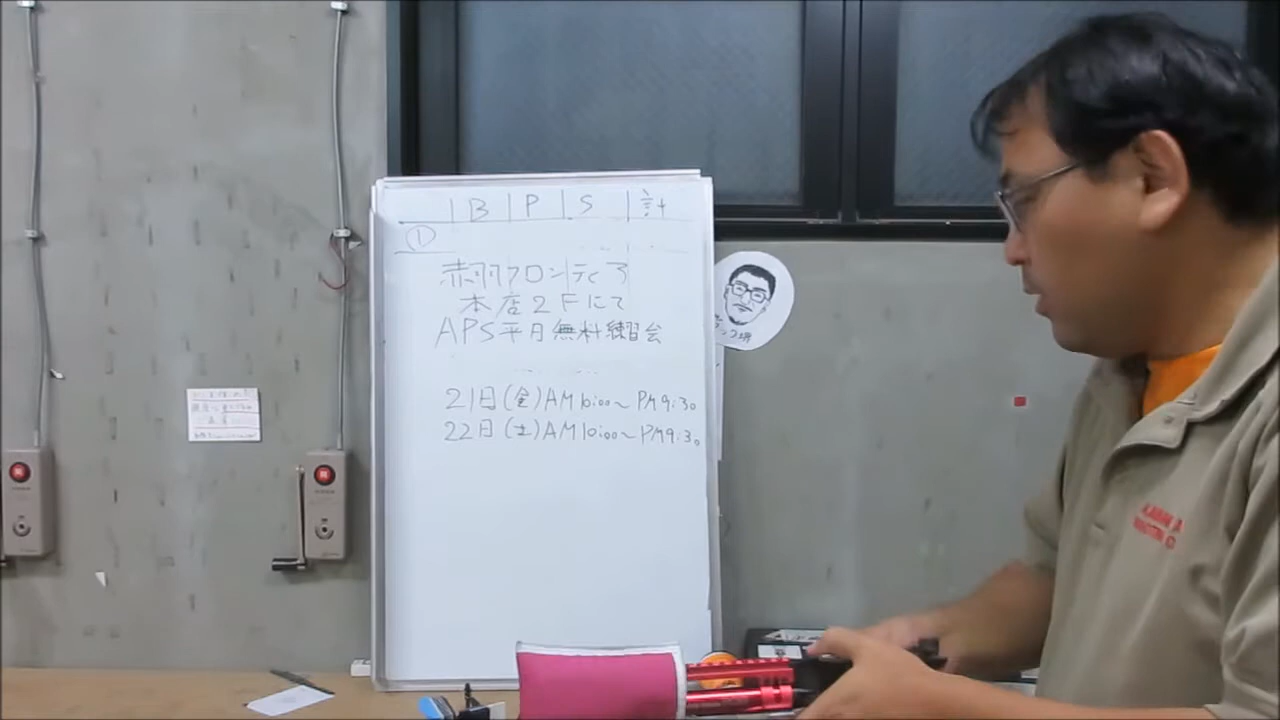 B P S 計
①
赤羽フロンティア
本店2Fにて
APS平日無料練習会
21日(金)AM10:00〜PM9:30
22日(土)AM10:00〜PM9:30